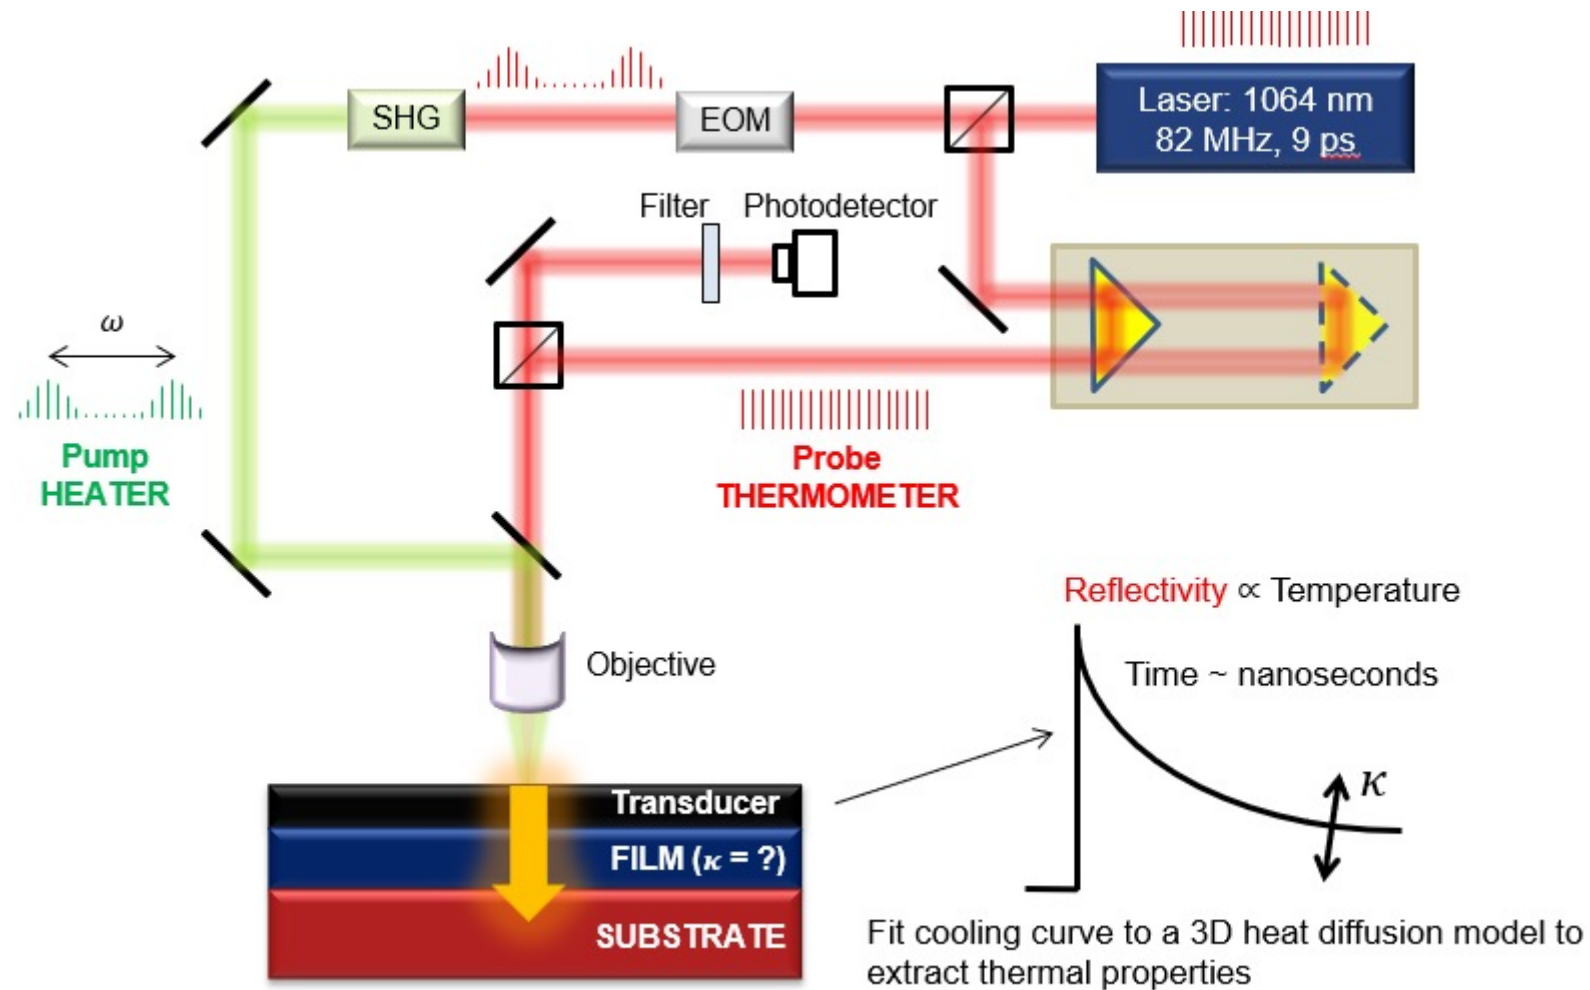 Laser: 1064 nm
82 MHz, 9 ps
SHG
EOM
Filter
Photodetector
ω
Pump
HEATER
Probe
THERMOMETER
Objective
Reflectivity ∝ Temperature
Time ~ nanoseconds
κ
Transducer
FILM (κ = ?)
SUBSTRATE
Fit cooling curve to a 3D heat diffusion model to
extract thermal properties